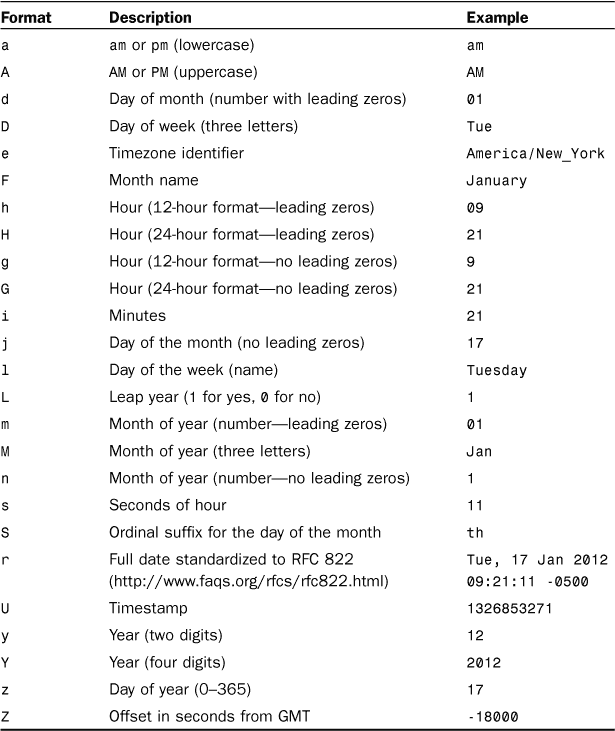 Format Description Example
a am or pm (lowercase) am
A AM or PM (uppercase) AM
d Day of month (number with leading zeros) 01
D Day of week (three letters) Tue
e Timezone identifier America/New_York
F Month name January
h Hour (12-hour format—leading zeros) 09
H Hour (24-hour format—leading zeros) 21
g Hour (12-hour format—no leading zeros) 9
G Hour (24-hour format—no leading zeros) 21
i Minutes 21
j Day of the month (no leading zeros) 17
l Day of the week (name) Tuesday
L Leap year (1 for yes, 0 for no) 1
m Month of year (number—leading zeros) 01
M Month of year (three letters) Jan
n Month of year (number—no leading zeros) 1
s Seconds of hour 11
S Ordinal suffix for the day of the month th
r Full date standardized to RFC 822 Tue, 17 Jan 2012
(http://www.faqs.org/rfcs/rfc822.html) 09:21:11 -0500
U Timestamp 1326853271
y Year (two digits) 12
Y Year (four digits) 2012
z Day of year (0–365) 17
Z Offset in seconds from GMT -18000